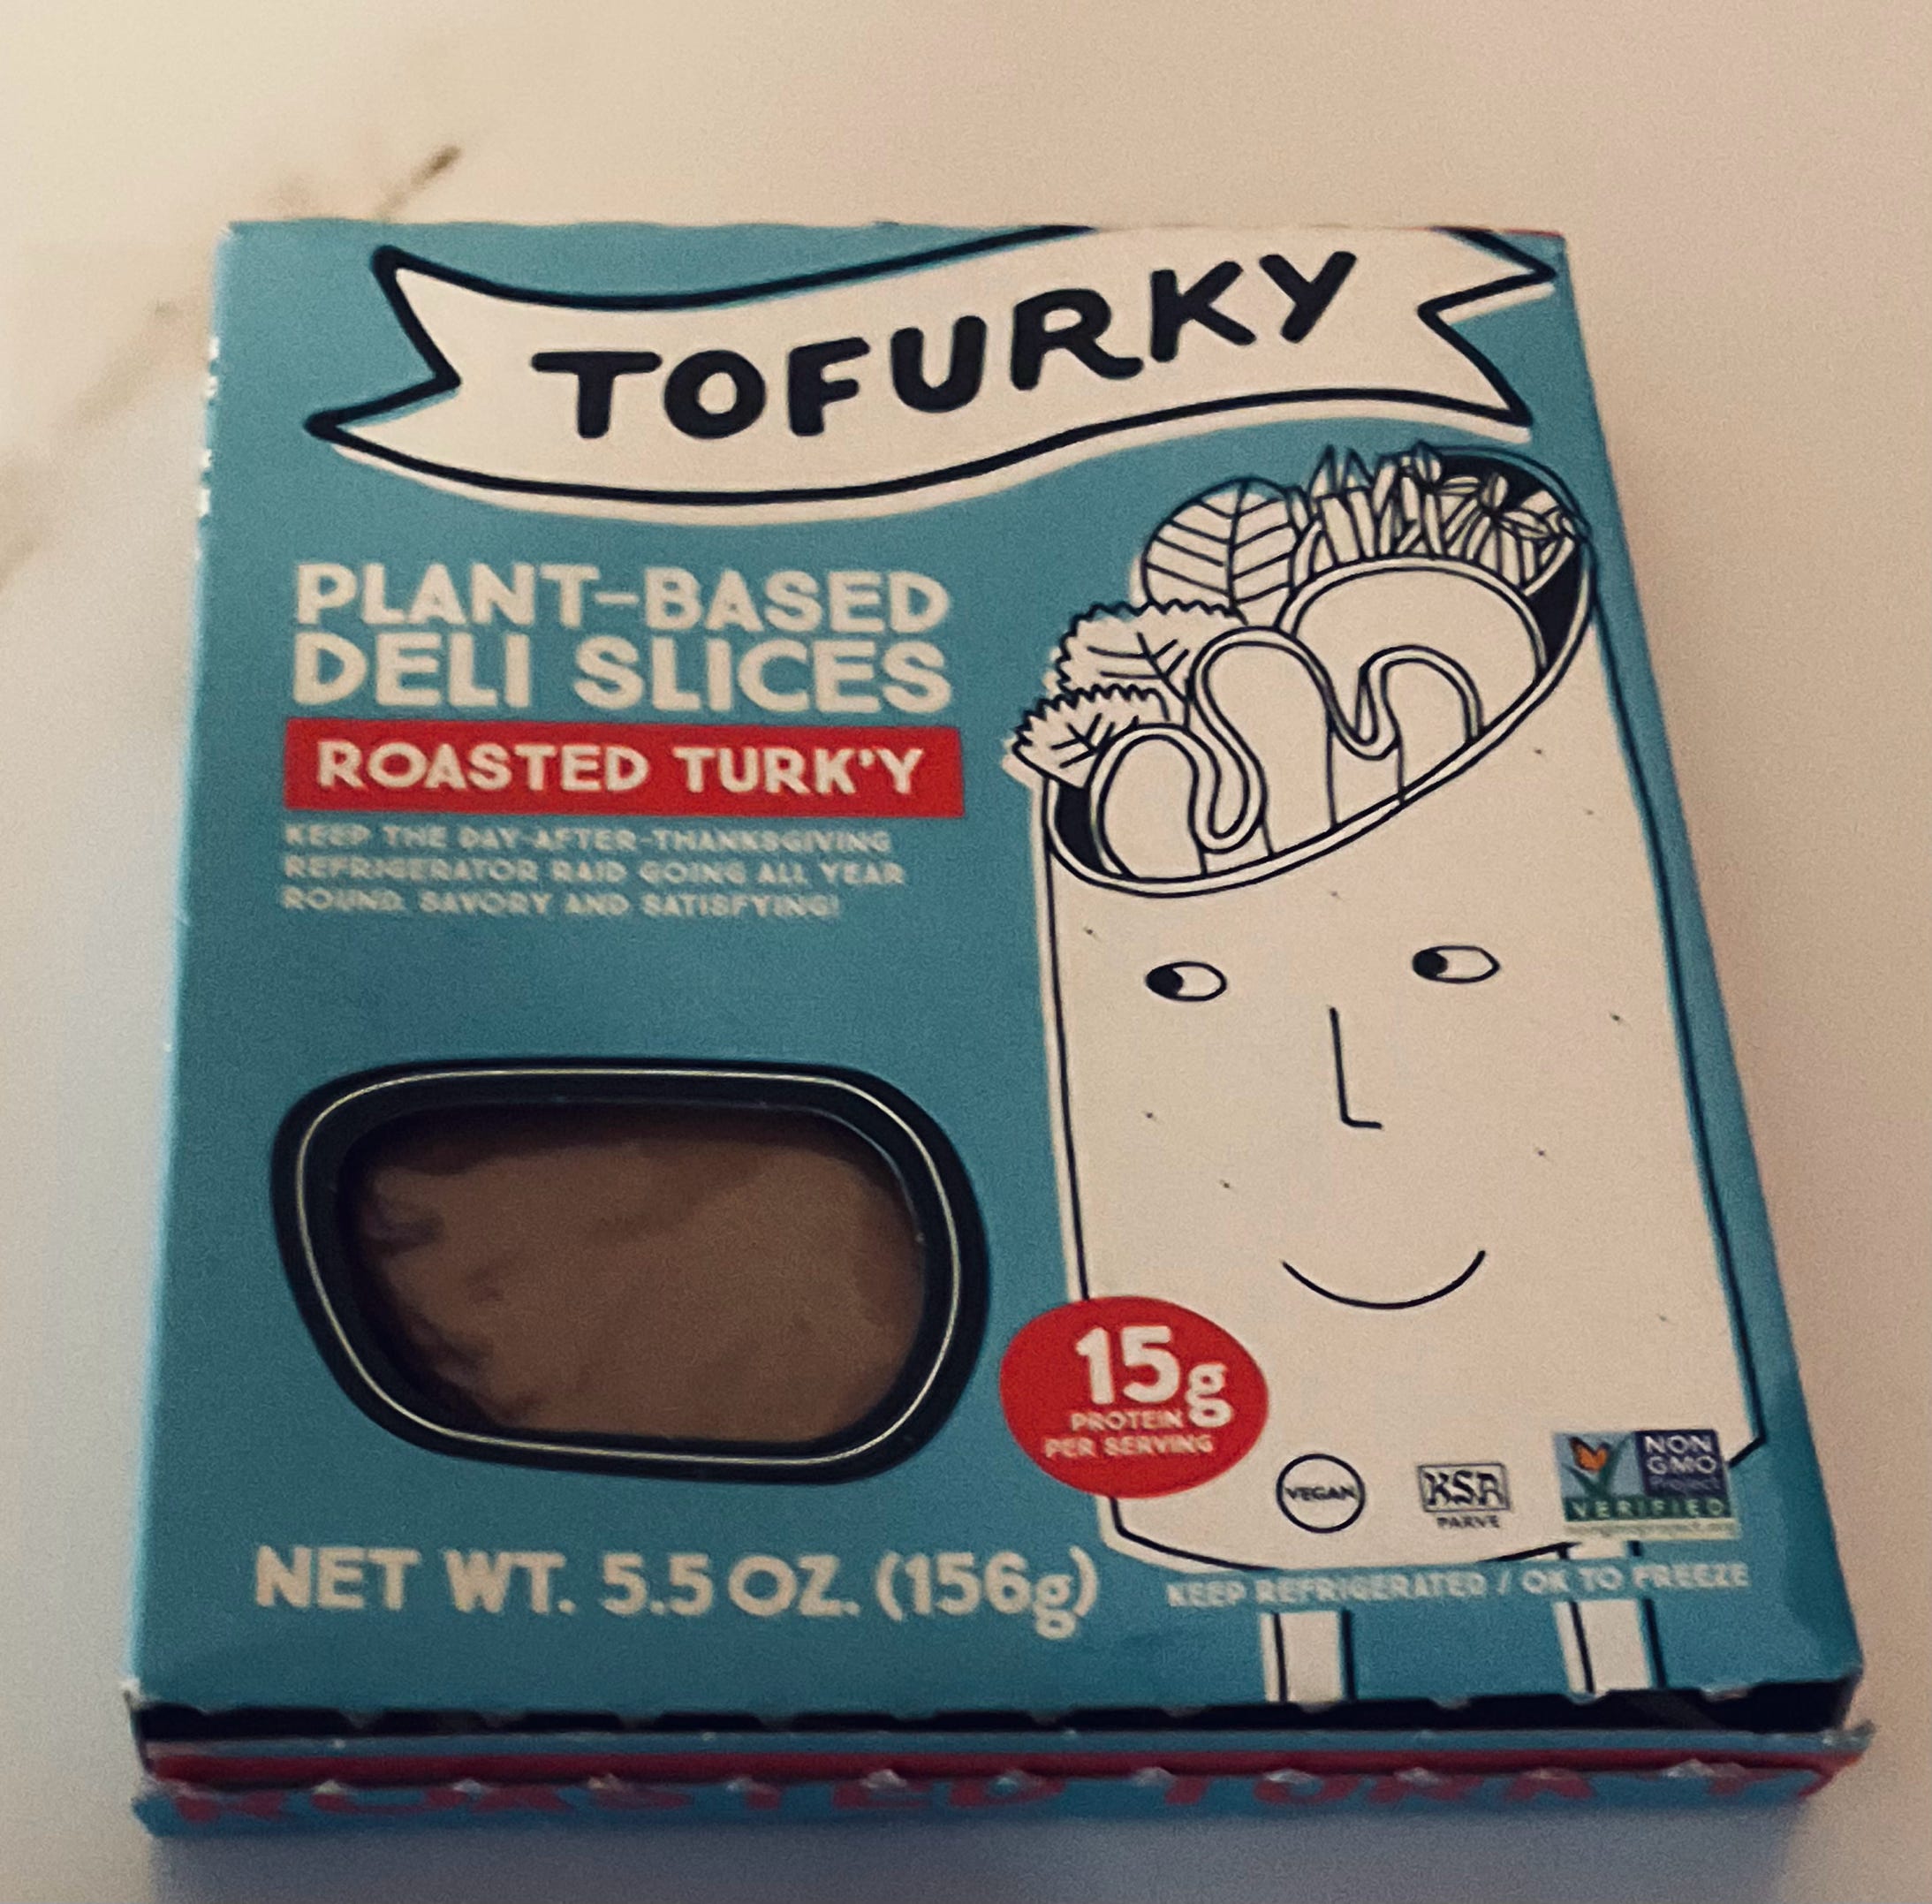 TOFURKY
PLANT-BASED
DELI SLICES
ROASTED TURK'Y
KEEP THE DAY-AFTER-THANKSGIVING
REFRIGERATOR RAID GOING ALL YEAR
ROUND. SAVORY AND SATISFYING!
15g
PROTEIN
PER SERVING
VEGAN
KSA
PARVE
NON
GMO
Project
VERIFIED
NET WT. 5.5 OZ. (156g)
KEEP REFRIGERATED / OK TO FREEZE
ROASTED TURK'Y